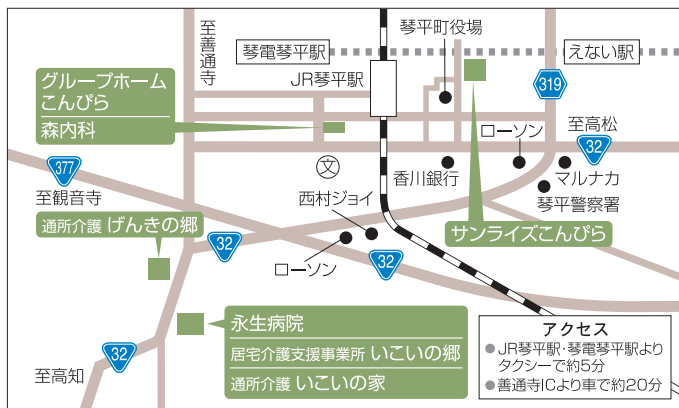 至善通寺
琴平町役場
琴電琴平駅
えない駅
JR琴平駅
グループホーム
こんぴら
森内科
319
ローソン
至高松
32
377
文
香川銀行
マルナカ
琴平警察署
至観音寺
西村ジョイ
通所介護 げんきの郷
サンライズこんぴら
32
ローソン
32
永生病院
居宅介護支援事業所 いこいの郷
通所介護 いこいの家
32
至高知
アクセス
●JR琴平駅・琴電琴平駅より
タクシーで約5分
●善通寺ICより車で約20分